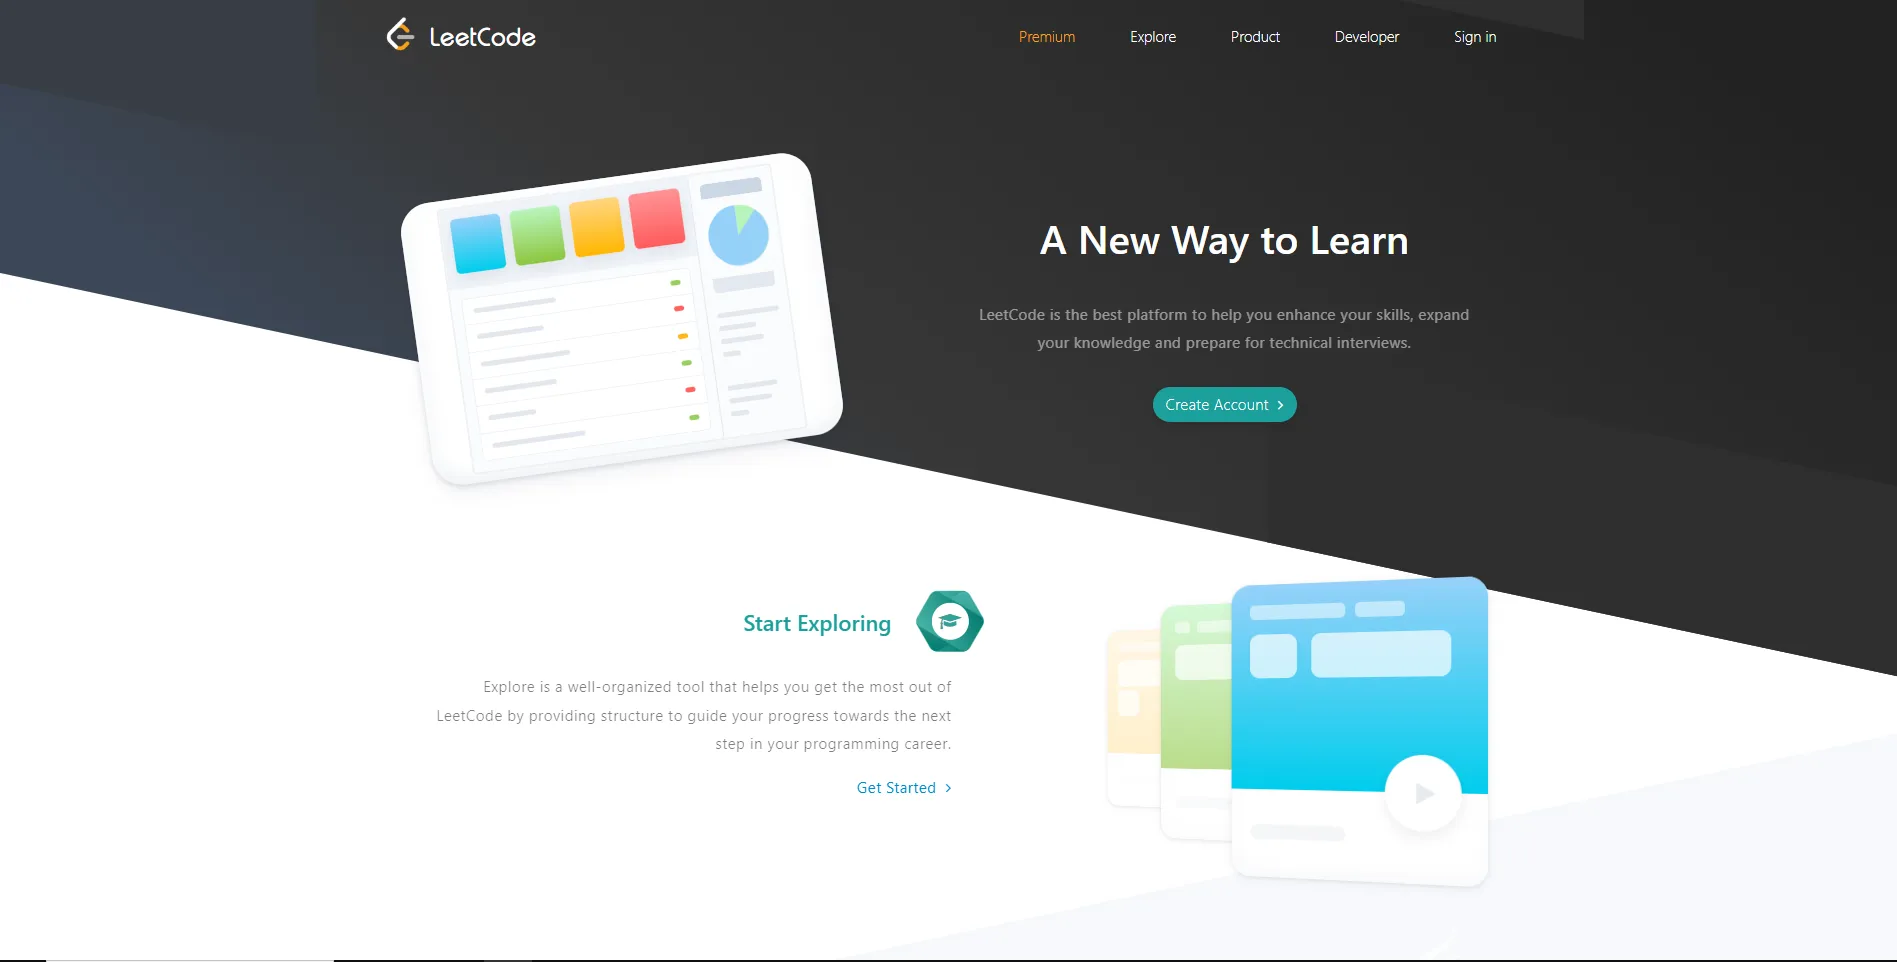 LeetCode
Premium
Explore
Product
Developer
Sign in
A New Way to Learn
LeetCode is the best platform to help you enhance your skills, expand
your knowledge and prepare for technical interviews.
Create Account
Start Exploring
Explore is a well-organized tool that helps you get the most out of
LeetCode by providing structure to guide your progress towards the next
step in your programming career.
Get Started